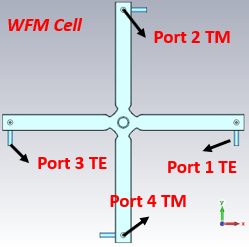 WFM Cell
Port 2 TM
Port 3 TE
Port 1 TE
Port 4 TM
y
x